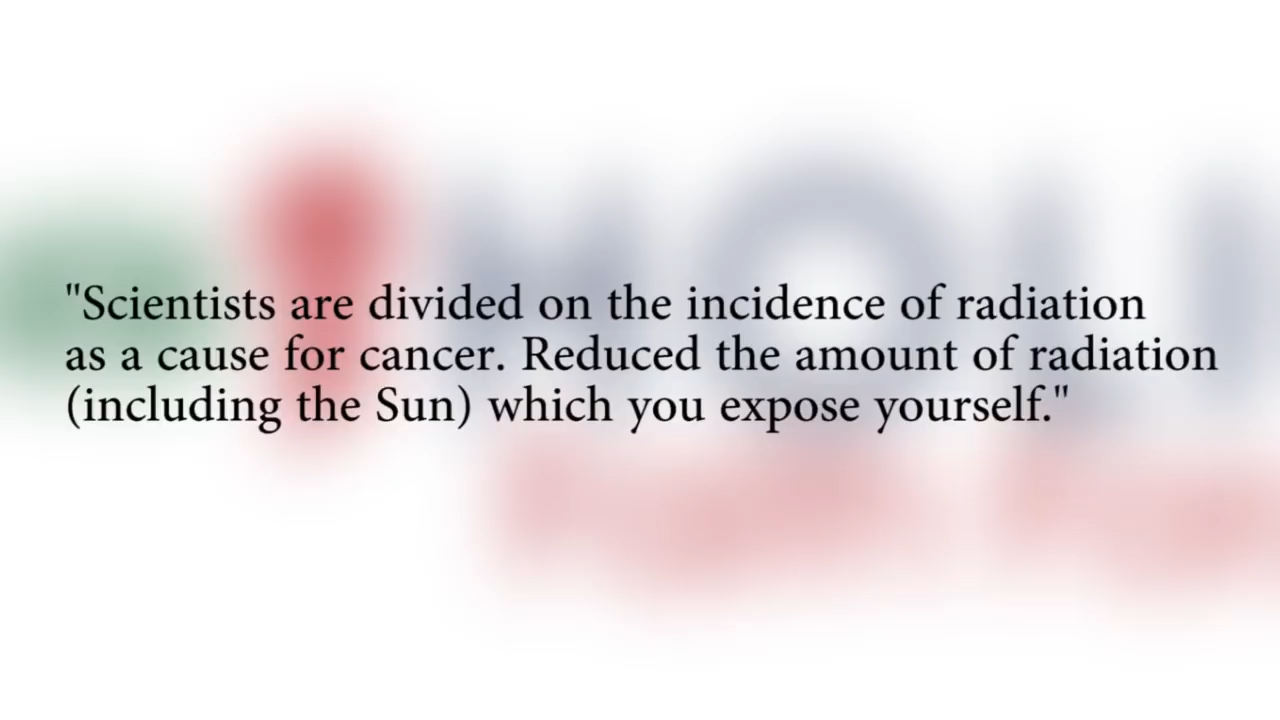 "Scientists are divided on the incidence of radiation
as a cause for cancer. Reduced the amount of radiation
(including the Sun) which you expose yourself."